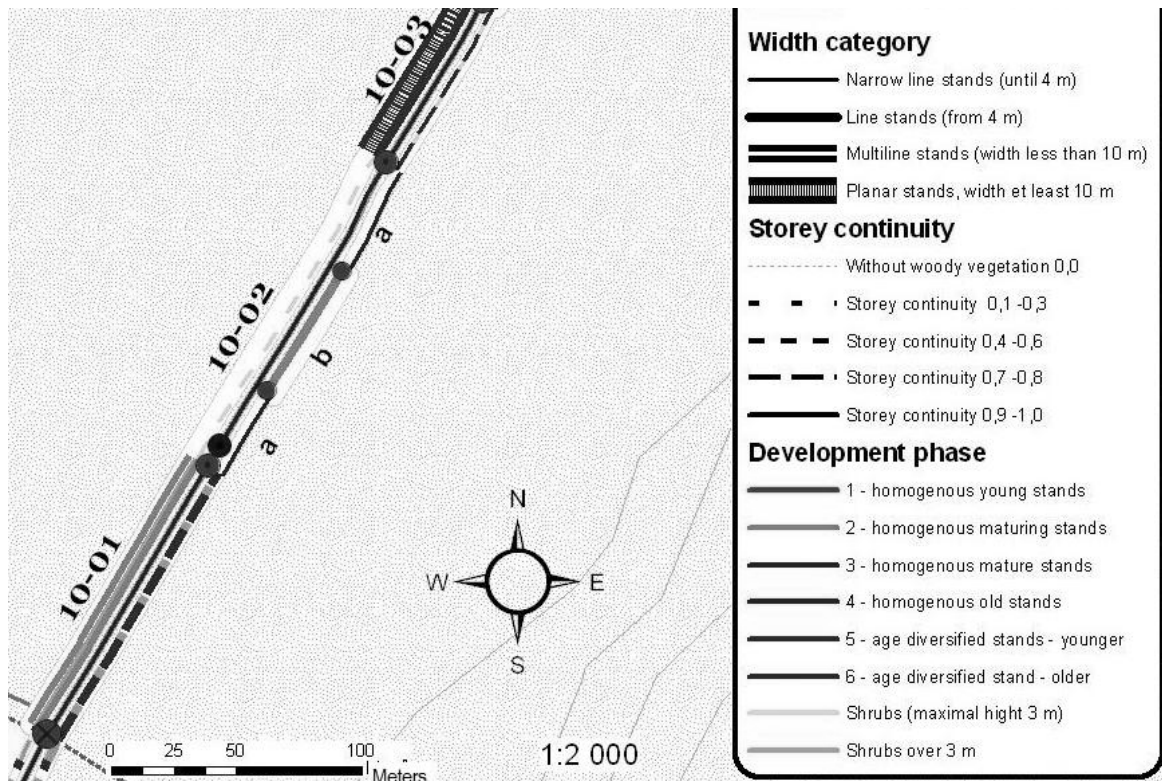 10-03
a
10-02
b
a
10-01
N
W E
S
0 25 50 100
Meters
1:2 000
Width category
Narrow line stands (until 4 m)
Line stands (from 4 m)
Multiline stands (width less than 10 m)
Planar stands, width et least 10 m
Storey continuity
Without woody vegetation 0,0
Storey continuity 0,1 -0,3
Storey continuity 0,4 -0,6
Storey continuity 0,7 -0,8
Storey continuity 0,9 -1,0
Development phase
1 - homogenous young stands
2 - homogenous maturing stands
3 - homogenous mature stands
4 - homogenous old stands
5 - age diversified stands - younger
6 - age diversified stand - older
Shrubs (maximal hight 3 m)
Shrubs over 3 m